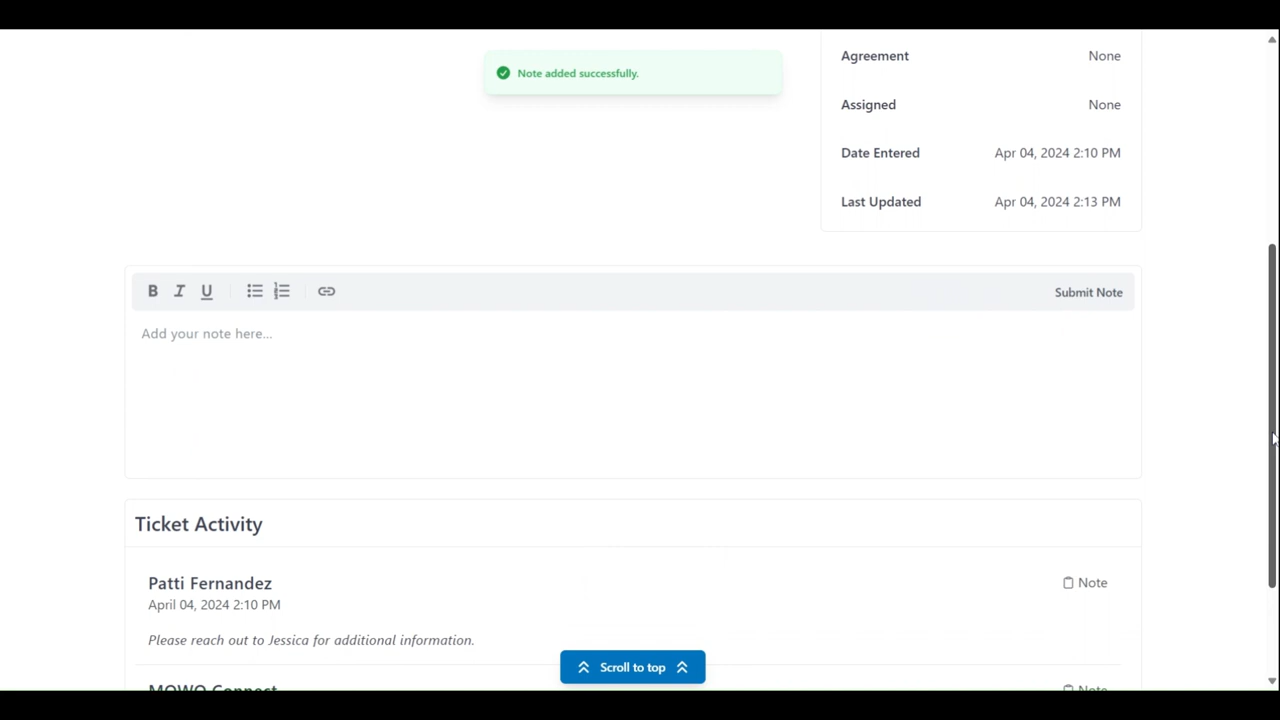 Note added successfully.
Agreement None
Assigned None
Date Entered Apr 04, 2024 2:10 PM
Last Updated Apr 04, 2024 2:13 PM
B I U Submit Note
Add your note here...
Ticket Activity
Patti Fernandez Note
April 04, 2024 2:10 PM
Please reach out to Jessica for additional information.
Scroll to top
MOWO Connect Note